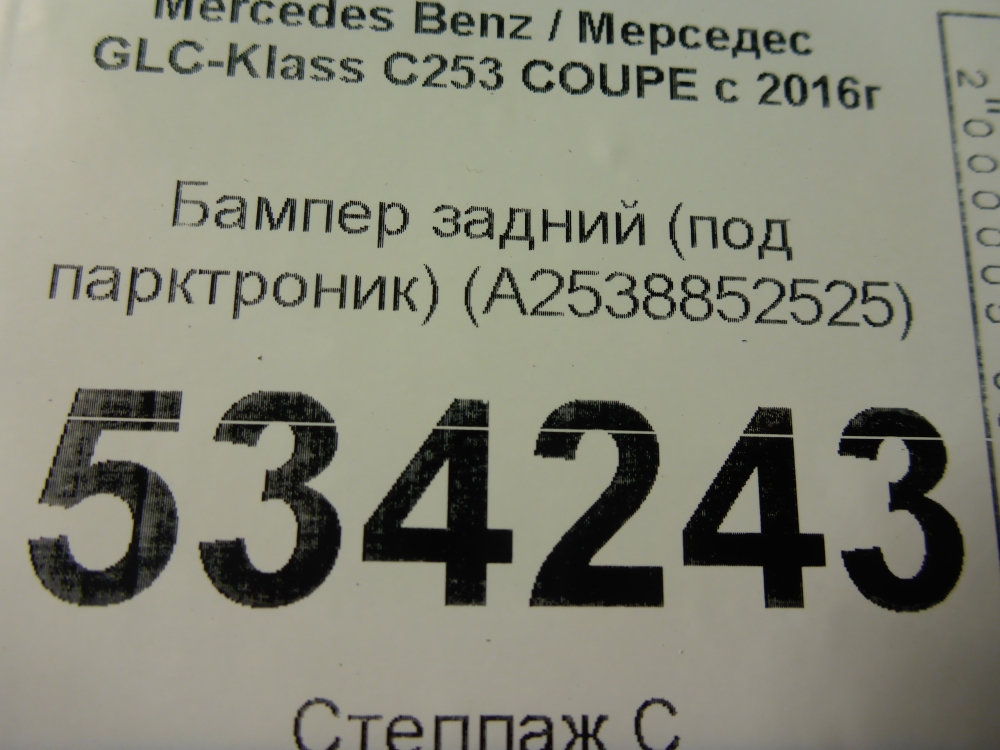 Mercedes Benz / Мерседес
GLC-Klass C253 COUPE с 2016г
Бампер задний (под
парктроник) (A2538852525)
534243
Стеллаж С